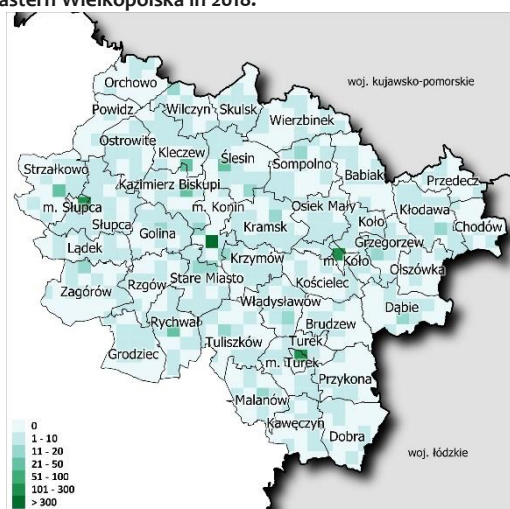 astern Wielkopolska in 2018.
Orchowo
woj. kujawsko-pomorskie
Powidz
Wilczyn
Skulsk
Wierzbinek
Ostrowite
Kleczew
Ślesin
Sompolno
Strzałkowo
Babiak
Przedecz
Kazimierz Biskupi
m. Słupca
m. Konin
Osiek Mały
Kłodawa
Słupca
Kramsk
Koło
Chodów
Golina
Grzegorzew
Lądek
Krzymów
m. Koło
Olszówka
Stare Miasto
Kościelec
Zagórów
Rzgów
Władysławów
Dąbie
Rychwał
Brudzew
Grodziec
Tuliszków
Turek
m. Turek
Przykona
Malanów
Kawęczyn
Dobra
woj. łódzkie
0
1 - 10
11 - 20
21 - 50
51 - 100
101 - 300
> 300